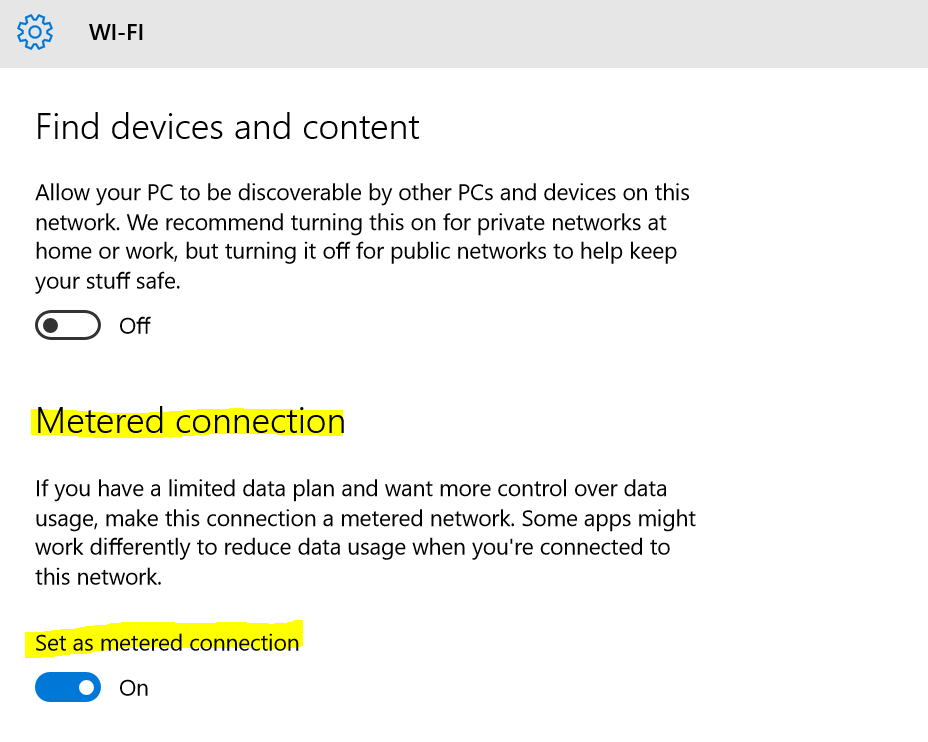 WI-FI
Find devices and content
Allow your PC to be discoverable by other PCs and devices on this
network. We recommend turning this on for private networks at
home or work, but turning it off for public networks to help keep
your stuff safe.
Off
Metered connection
If you have a limited data plan and want more control over data
usage, make this connection a metered network. Some apps might
work differently to reduce data usage when you're connected to
this network.
Set as metered connection
On